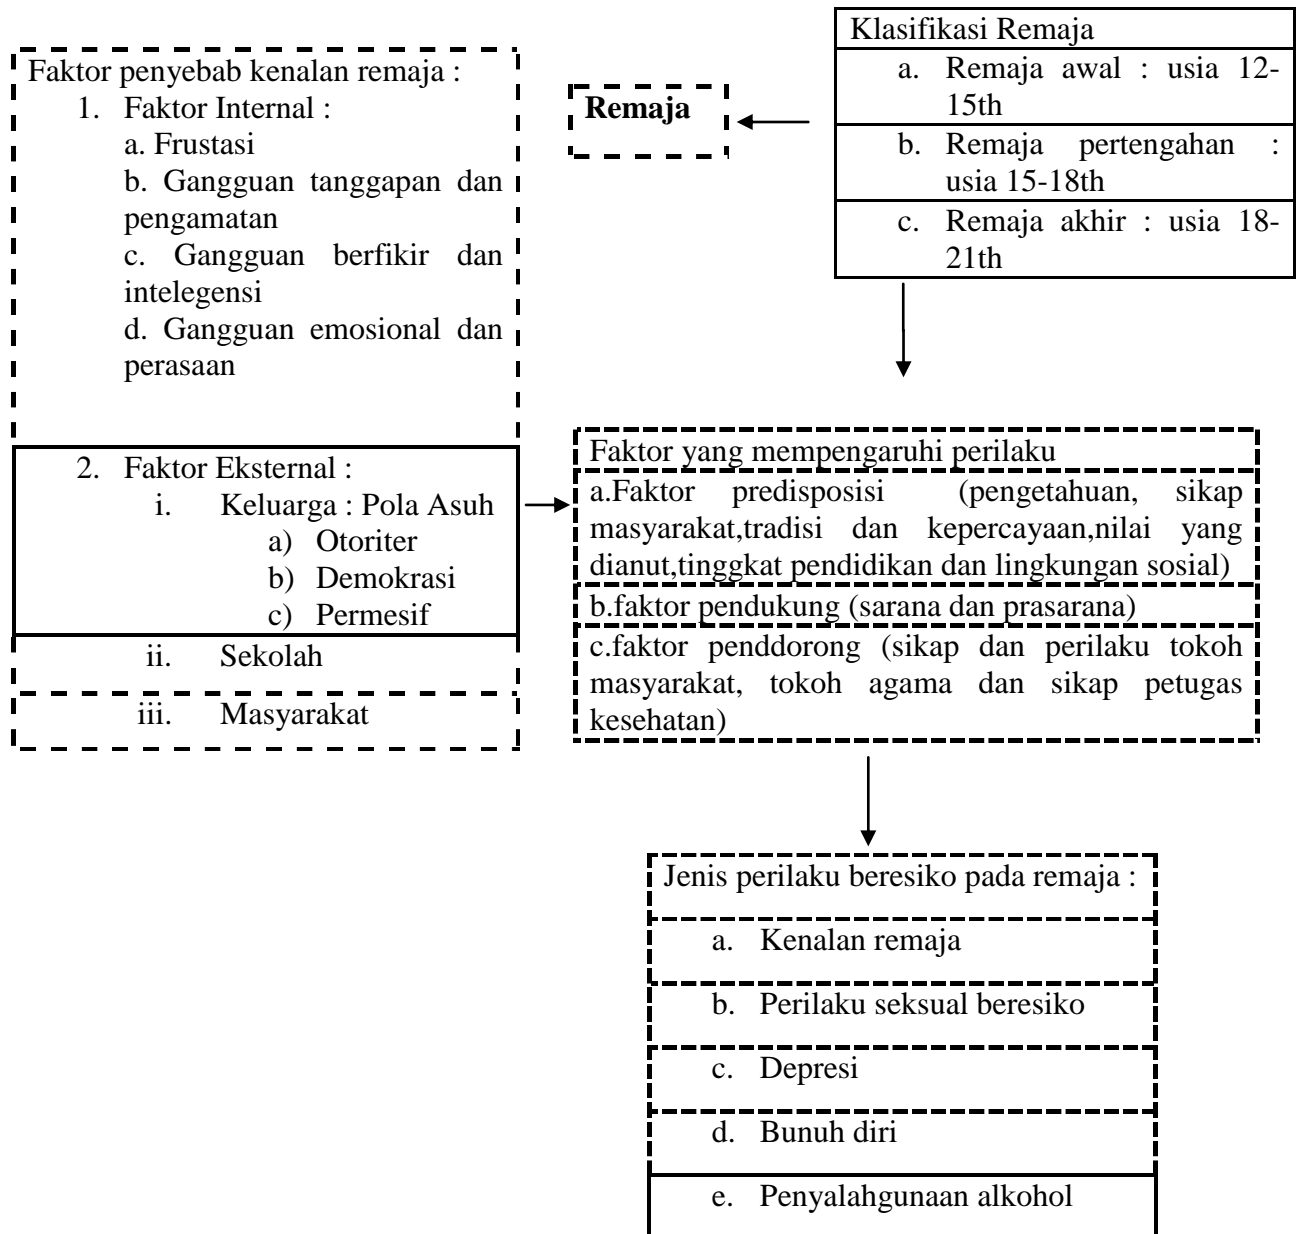 Faktor penyebab kenalan remaja :
1. Faktor Internal :
a. Frustasi
b. Gangguan tanggapan dan
pengamatan
c. Gangguan berfikir dan
intelegensi
d. Gangguan emosional dan
perasaan
2. Faktor Eksternal :
i. Keluarga : Pola Asuh
a) Otoriter
b) Demokrasi
c) Permesif
ii. Sekolah
iii. Masyarakat
Remaja
Klasifikasi Remaja
a. Remaja awal : usia 12-
15th
b. Remaja pertengahan :
usia 15-18th
c. Remaja akhir : usia 18-
21th
Faktor yang mempengaruhi perilaku
a.Faktor predisposisi (pengetahuan, sikap
masyarakat,tradisi dan kepercayaan,nilai yang
dianut,tinggkat pendidikan dan lingkungan sosial)
b.faktor pendukung (sarana dan prasarana)
c.faktor penddorong (sikap dan perilaku tokoh
masyarakat, tokoh agama dan sikap petugas
kesehatan)
Jenis perilaku beresiko pada remaja :
a. Kenalan remaja
b. Perilaku seksual beresiko
c. Depresi
d. Bunuh diri
e. Penyalahgunaan alkohol